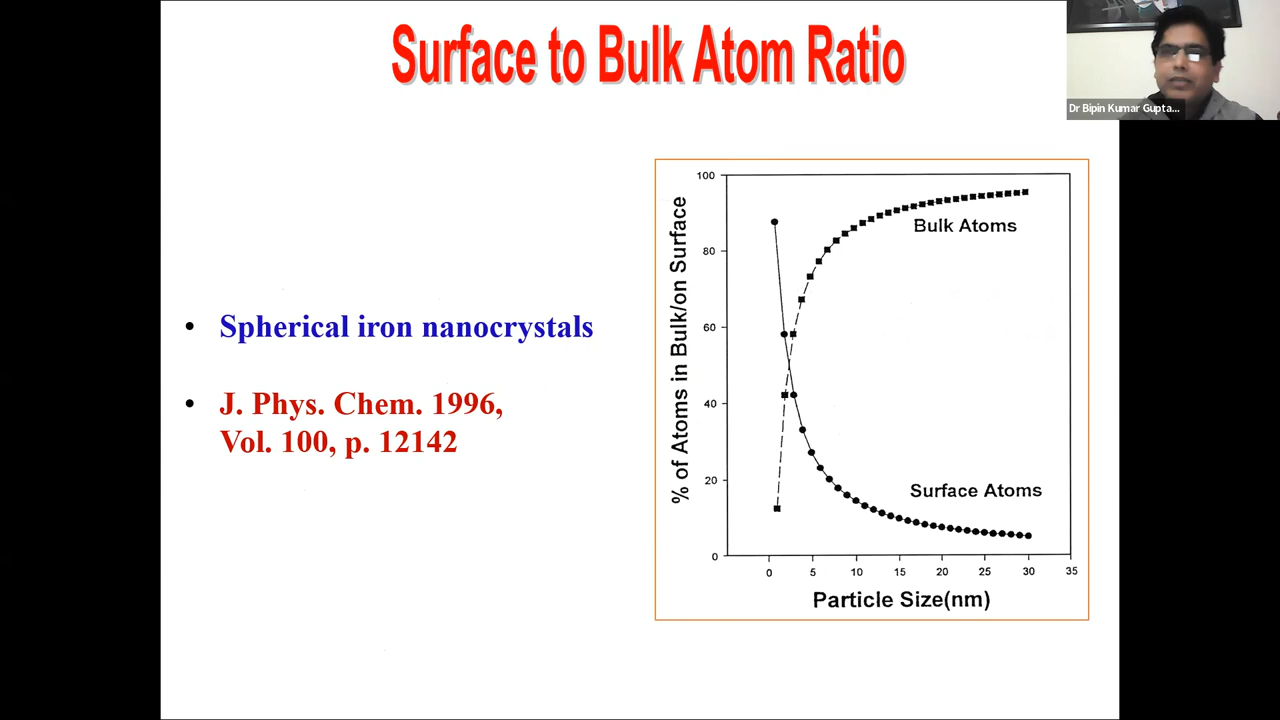 Surface to Bulk Atom Ratio
Dr Bipin Kumar Gupta...
• Spherical iron nanocrystals
• J. Phys. Chem. 1996,
Vol. 100, p. 12142
% of Atoms in Bulk/on Surface
100
80
60
40
20
0
Bulk Atoms
Surface Atoms
0 5 10 15 20 25 30 35
Particle Size(nm)